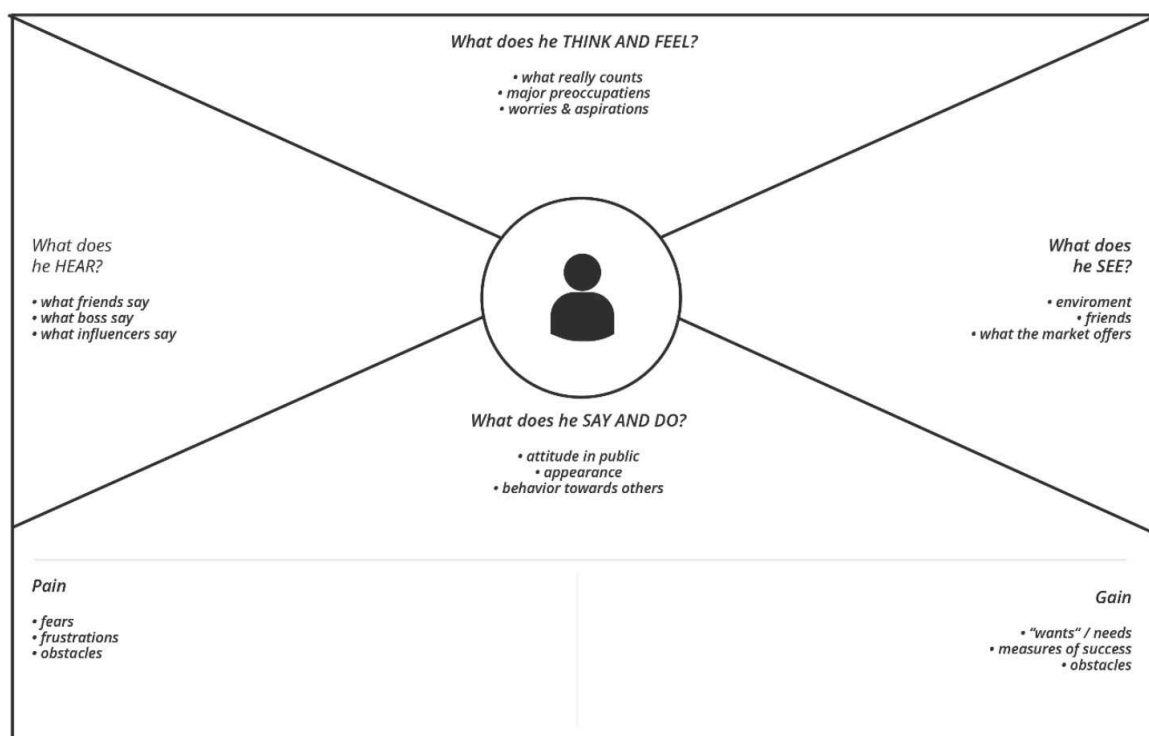 What does he THINK AND FEEL?
• what really counts
• major preoccupatiens
• worries & aspirations
What does
he HEAR?
• what friends say
• what boss say
• what influencers say
What does
he SEE?
• enviroment
• friends
• what the market offers
What does he SAY AND DO?
• attitude in public
• appearance
• behavior towards others
Pain
• fears
• frustrations
• obstacles
Gain
• “wants“ / needs
• measures of success
• obstacles